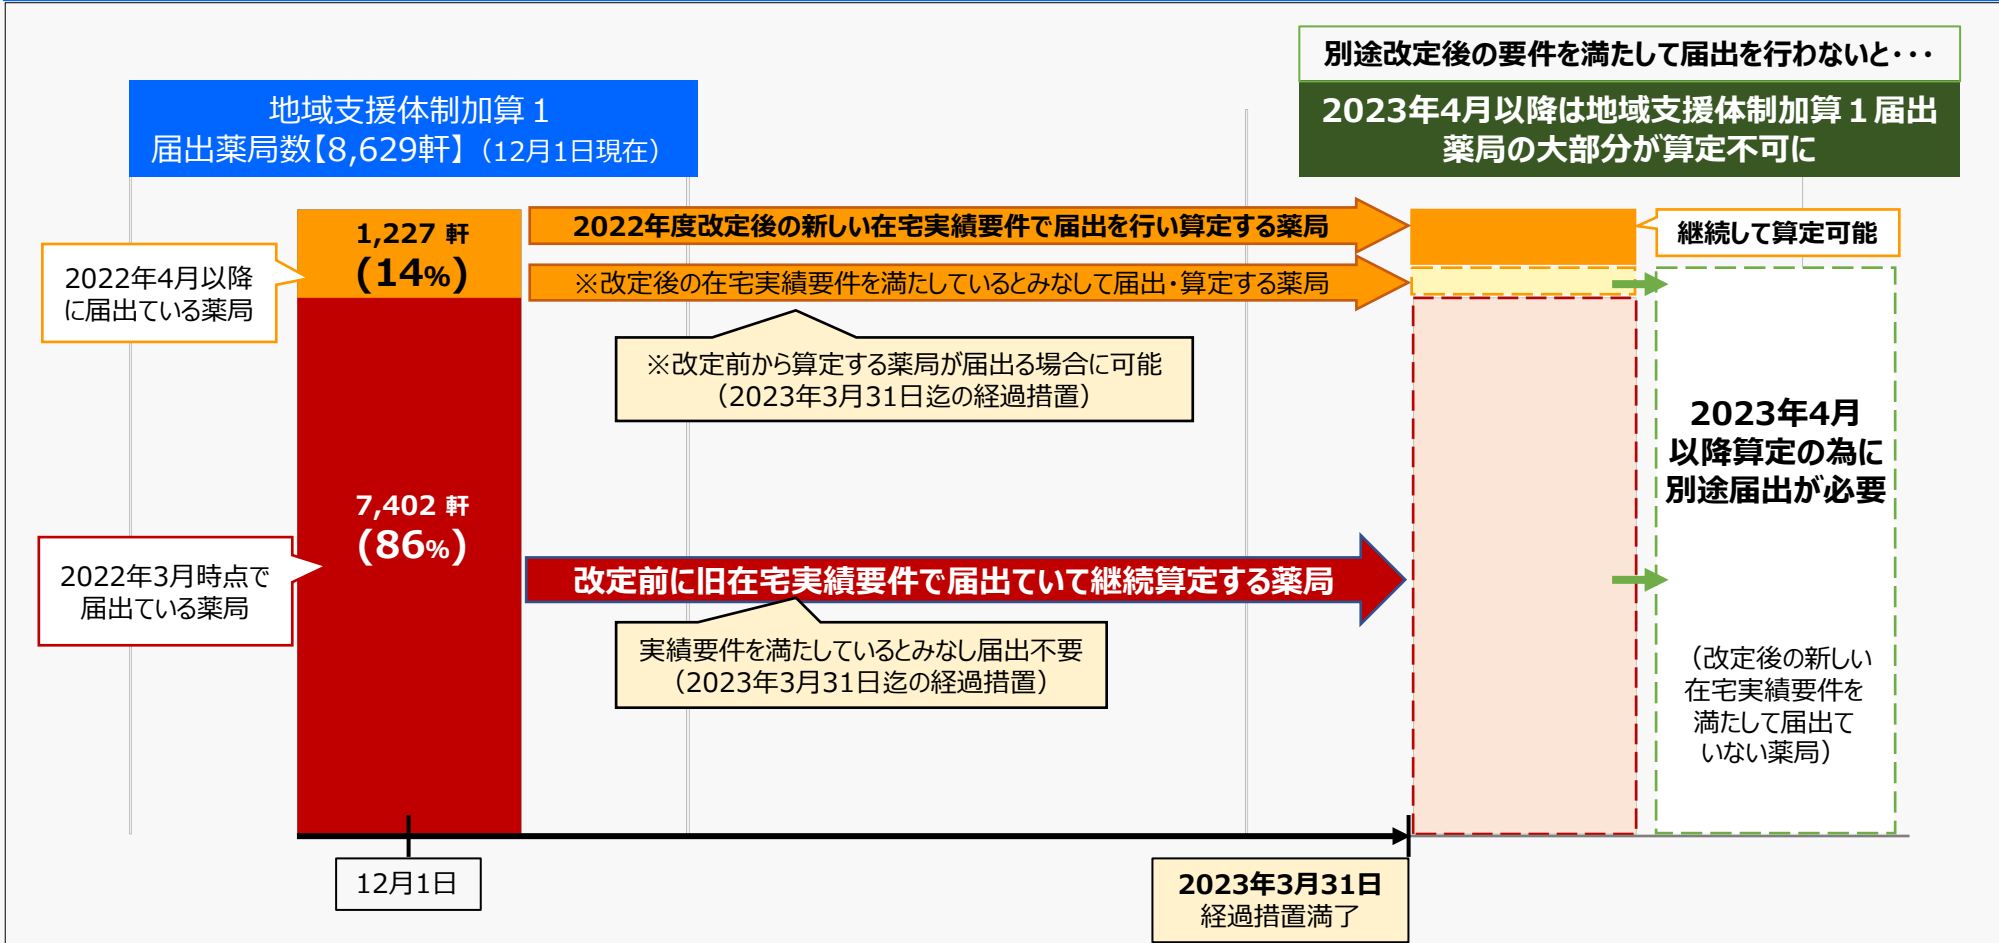 別途改定後の要件を満たして届出を行わないと・・・
2023年4月以降は地域支援体制加算１届出
薬局の大部分が算定不可に
地域支援体制加算１
届出薬局数【8,629軒】（12月1日現在）
1,227 軒
(14%)
2022年4月以降
に届出ている薬局
2022年度改定後の新しい在宅実績要件で届出を行い算定する薬局
※改定後の在宅実績要件を満たしているとみなして届出・算定する薬局
継続して算定可能
※改定前から算定する薬局が届出る場合に可能
（2023年3月31日迄の経過措置）
7,402 軒
(86%)
2022年3月時点で
届出ている薬局
改定前に旧在宅実績要件で届出ていて継続算定する薬局
実績要件を満たしているとみなし届出不要
（2023年3月31日迄の経過措置）
2023年4月
以降算定の為に
別途届出が必要
（改定後の新しい
在宅実績要件を
満たして届出て
いない薬局）
12月1日
2023年3月31日
経過措置満了